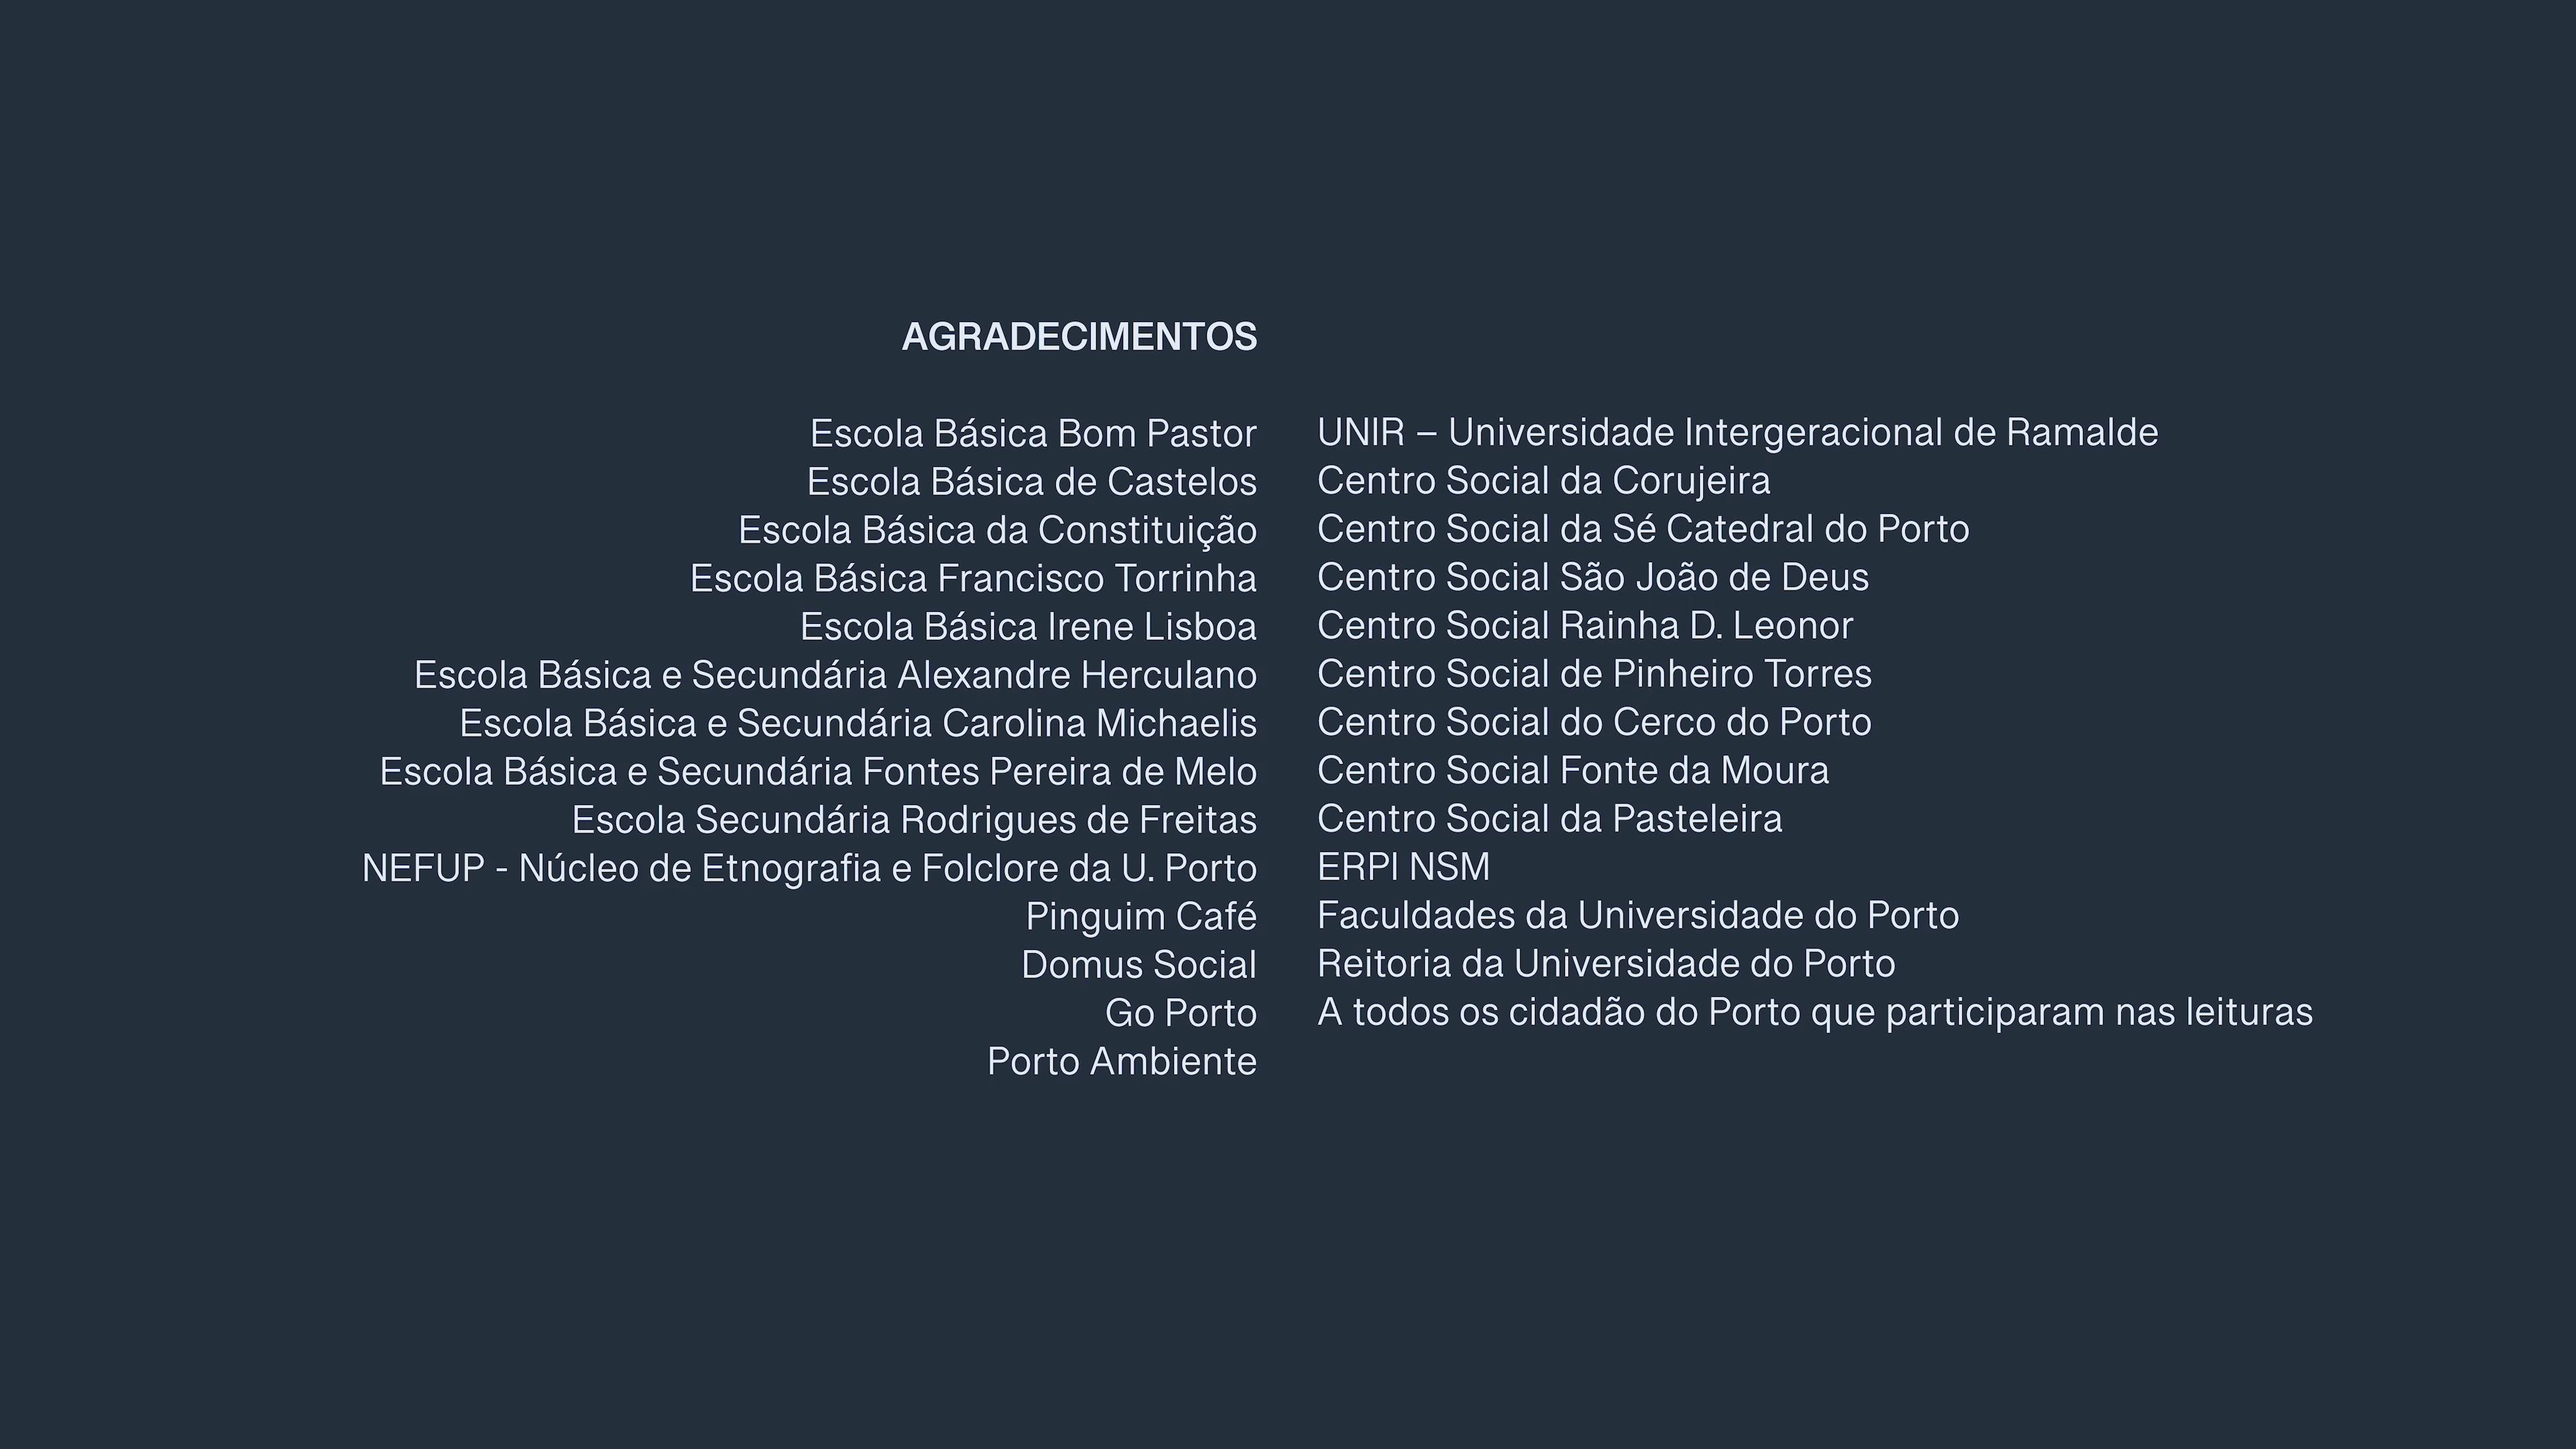 AGRADECIMENTOS
Escola Básica Bom Pastor
Escola Básica de Castelos
Escola Básica da Constituição
Escola Básica Francisco Torrinha
Escola Básica Irene Lisboa
Escola Básica e Secundária Alexandre Herculano
Escola Básica e Secundária Carolina Michaelis
Escola Básica e Secundária Fontes Pereira de Melo
Escola Secundária Rodrigues de Freitas
NEFUP - Núcleo de Etnografia e Folclore da U. Porto
Pinguim Café
Domus Social
Go Porto
Porto Ambiente
UNIR – Universidade Intergeracional de Ramalde
Centro Social da Corujeira
Centro Social da Sé Catedral do Porto
Centro Social São João de Deus
Centro Social Rainha D. Leonor
Centro Social de Pinheiro Torres
Centro Social do Cerco do Porto
Centro Social Fonte da Moura
Centro Social da Pasteleira
ERPI NSM
Faculdades da Universidade do Porto
Reitoria da Universidade do Porto
A todos os cidadão do Porto que participaram nas leituras